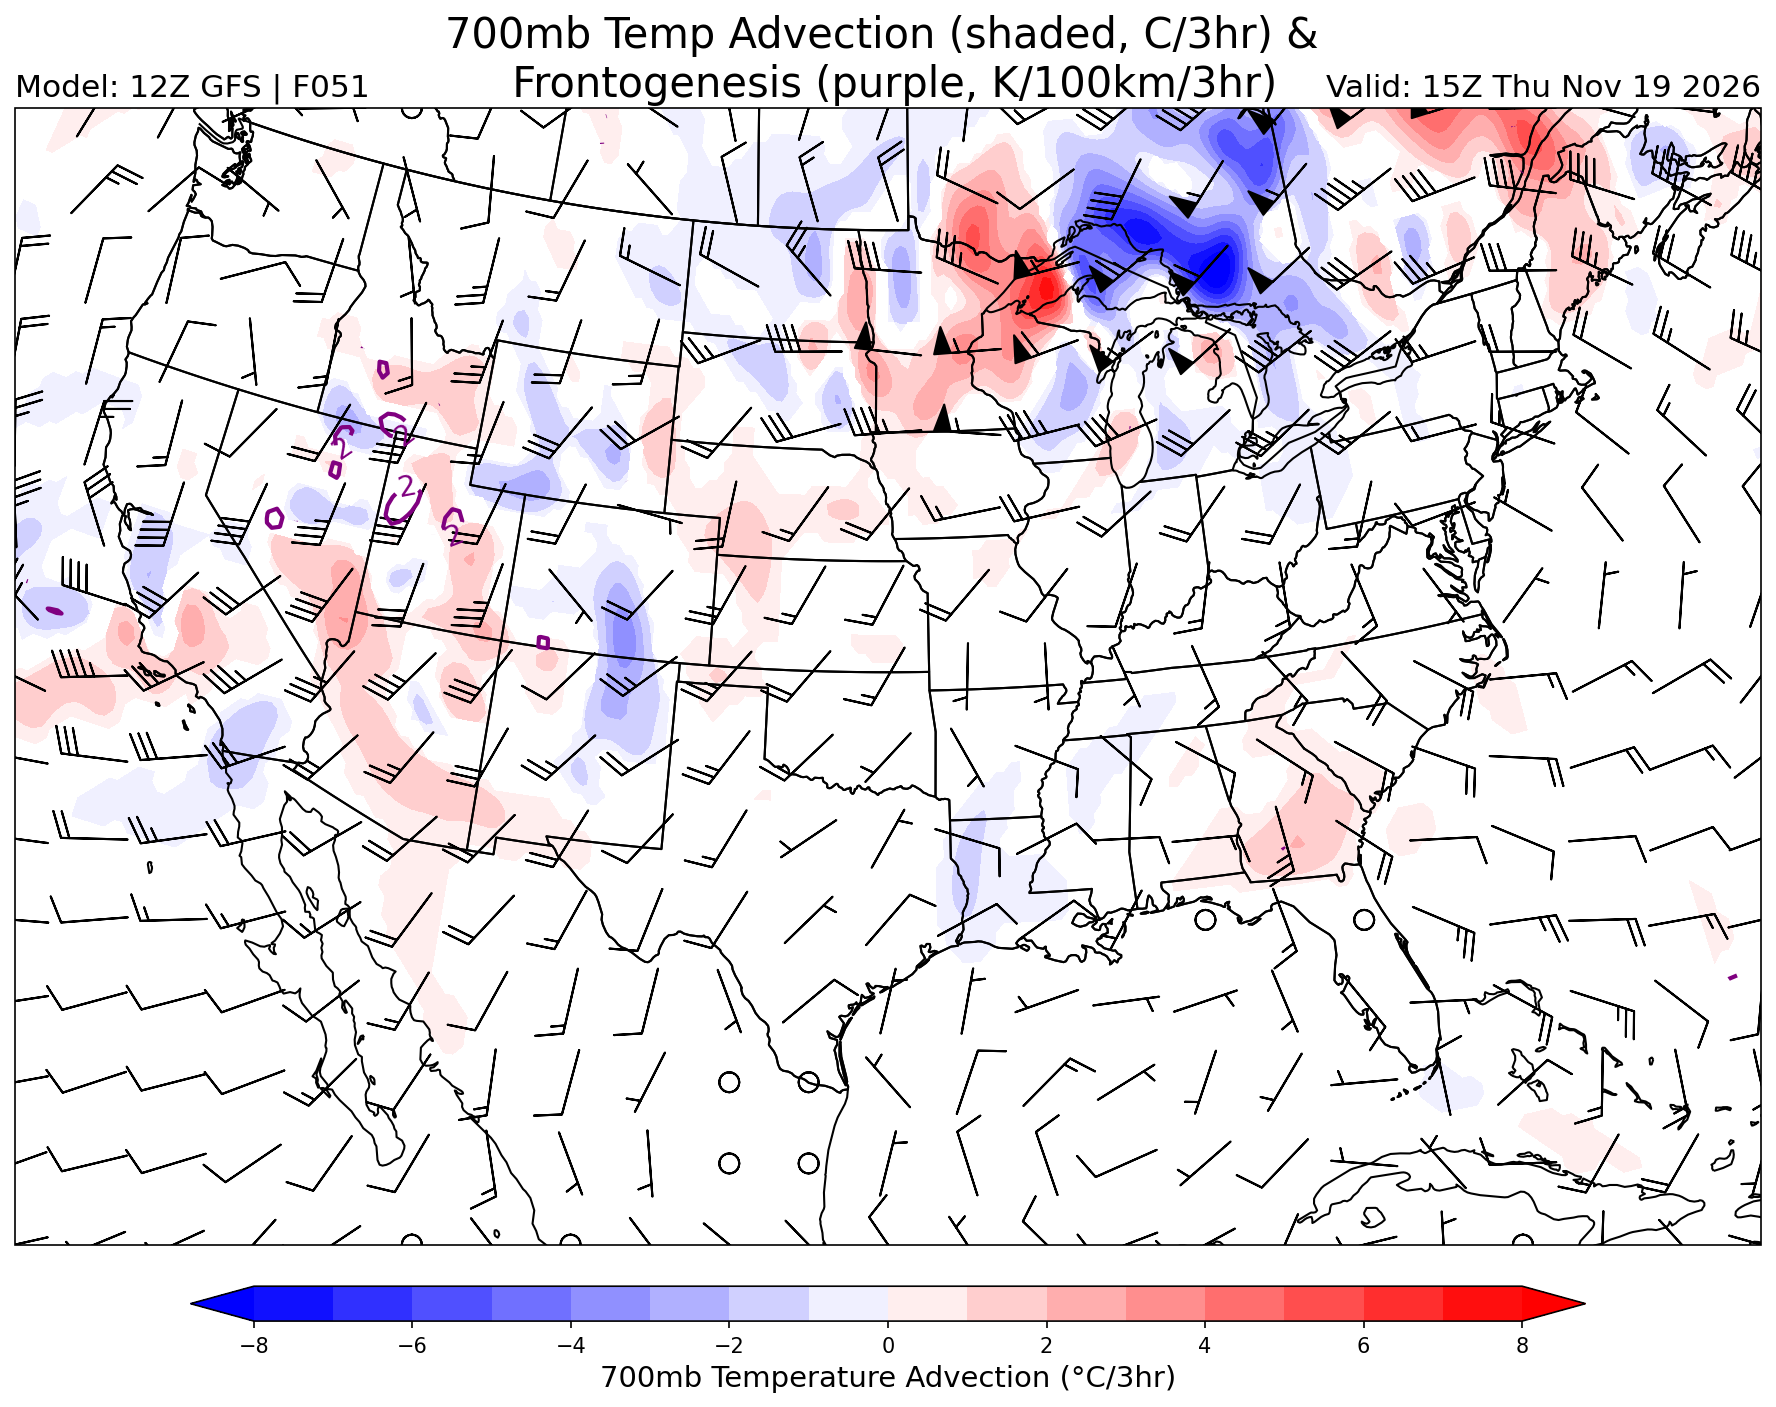 700mb Temp Advection (shaded, C/3hr) &
Frontogenesis (purple, K/100km/3hr)
Model: 12Z GFS | F051
Valid: 15Z Thu Nov 19 2026
2
2
2
2
−8 −6 −4 −2 0 2 4 6 8
700mb Temperature Advection (°C/3hr)